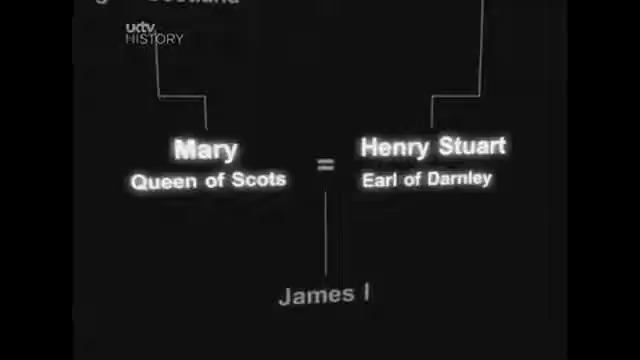 uktv
HISTORY
Mary
Queen of Scots
=
Henry Stuart
Earl of Darnley
James I